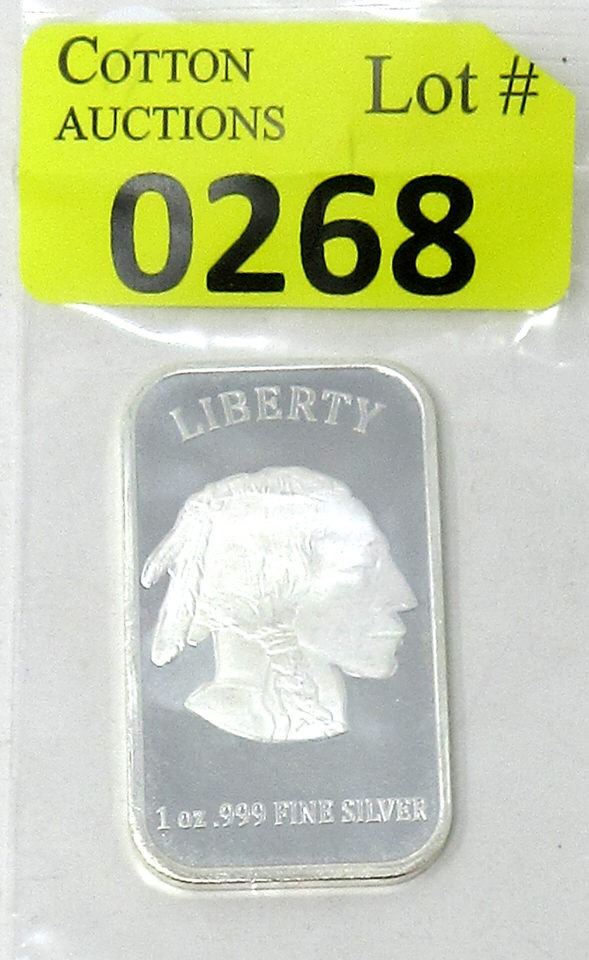 COTTON
AUCTIONS
Lot #
0268
LIBERTY
1 oz .999 FINE SILVER